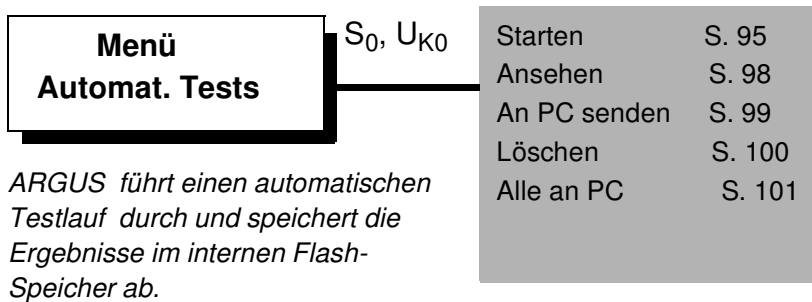 Menü
Automat. Tests
S0, UK0
Starten S. 95
Ansehen S. 98
An PC senden S. 99
Löschen S. 100
Alle an PC S. 101
ARGUS führt einen automatischen
Testlauf durch und speichert die
Ergebnisse im internen Flash-
Speicher ab.